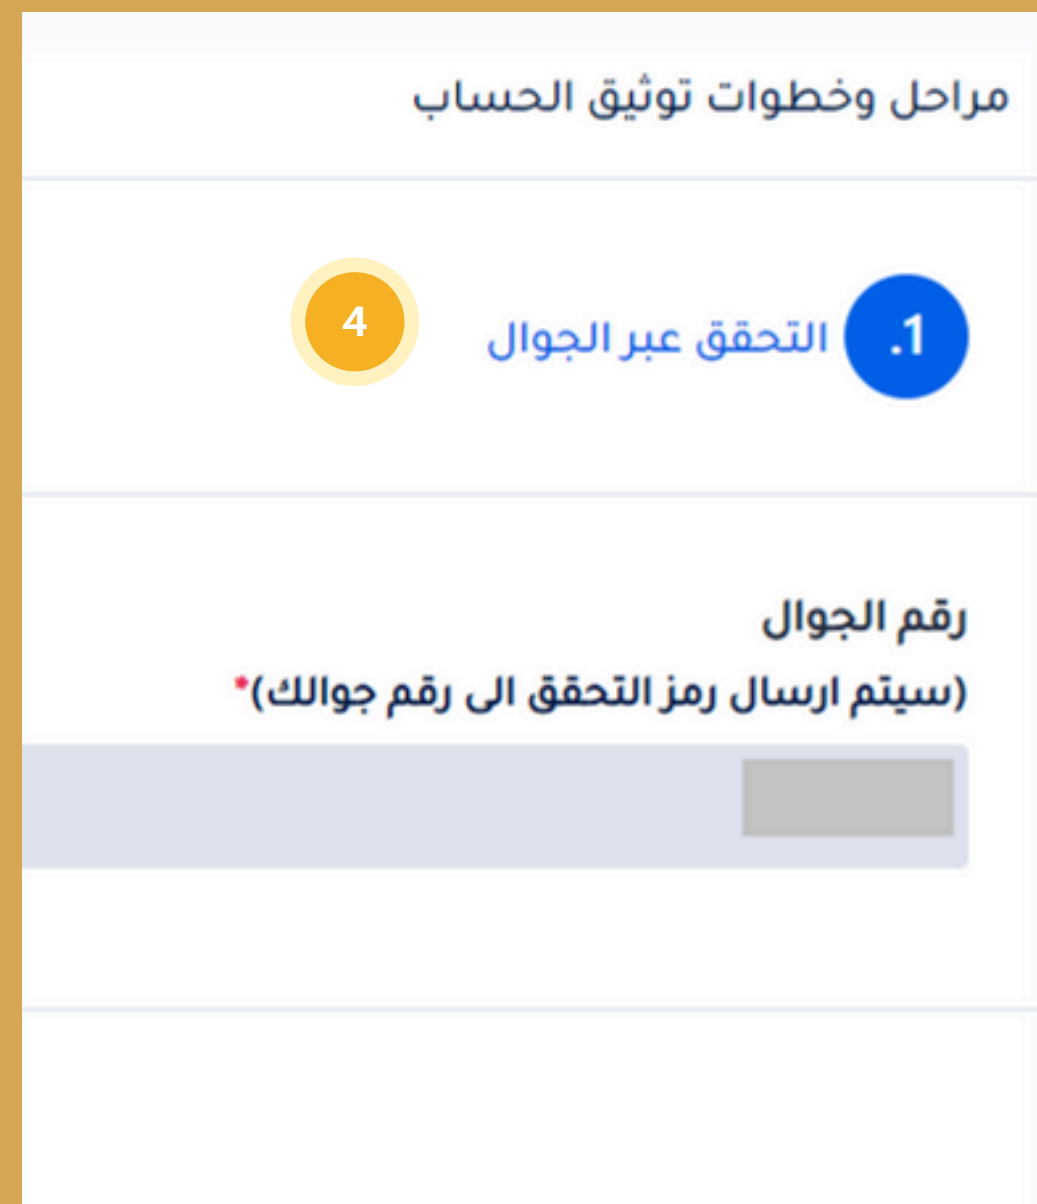 مراحل وخطوات توثيق الحساب
1. التحقق عبر الجوال
4
رقم الجوال
(سيتم ارسال رمز التحقق الى رقم جوالك)*